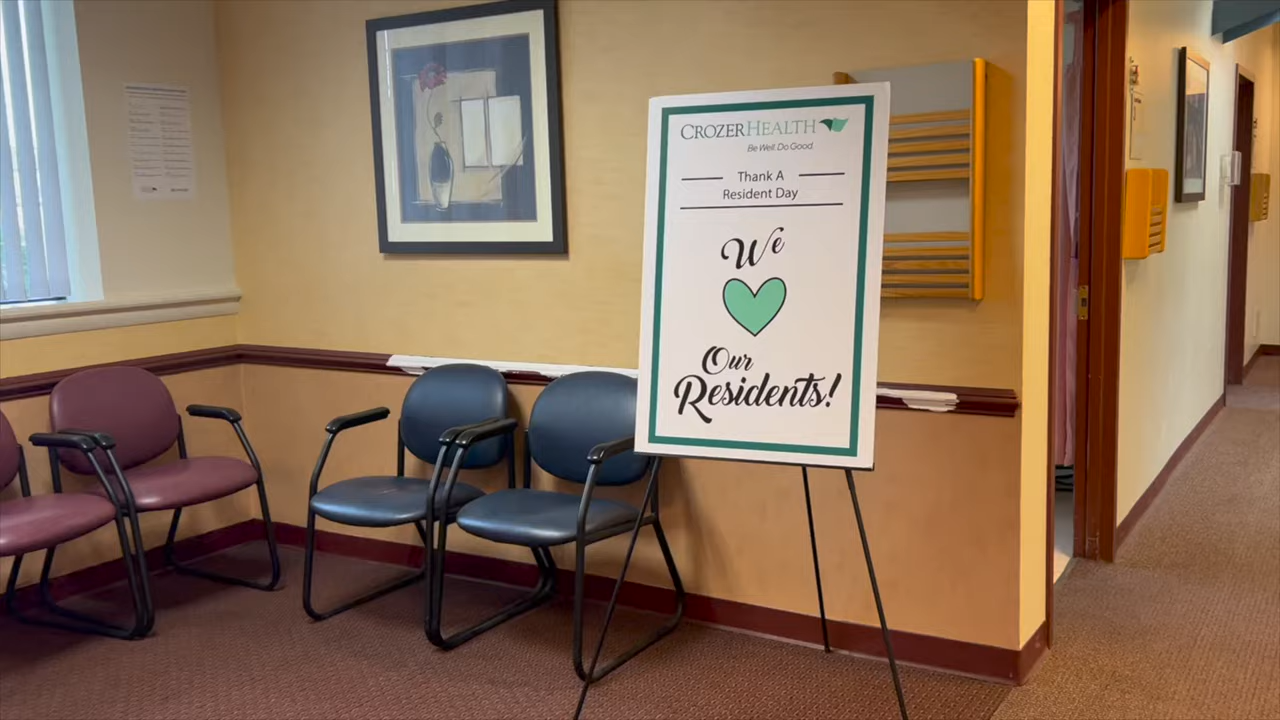 CROZERHEALTH
Be Well. Do Good.
Thank A
Resident Day
We
Our
Residents!